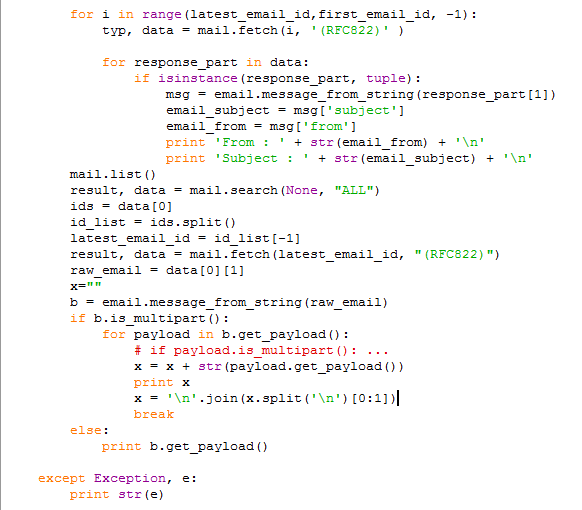 for i in range(latest_email_id,first_email_id, -1):
typ, data = mail.fetch(i, '(RFC822)' )
for response_part in data:
if isinstance(response_part, tuple):
msg = email.message_from_string(response_part[1])
email_subject = msg['subject']
email_from = msg['from']
print 'From : ' + str(email_from) + '\n'
print 'Subject : ' + str(email_subject) + '\n'
mail.list()
result, data = mail.search(None, "ALL")
ids = data[0]
id_list = ids.split()
latest_email_id = id_list[-1]
result, data = mail.fetch(latest_email_id, "(RFC822)")
raw_email = data[0][1]
x=""
b = email.message_from_string(raw_email)
if b.is_multipart():
for payload in b.get_payload():
# if payload.is_multipart(): ...
x = x + str(payload.get_payload())
print x
x = '\n'.join(x.split('\n')[0:1])
break
else:
print b.get_payload()
except Exception, e:
print str(e)